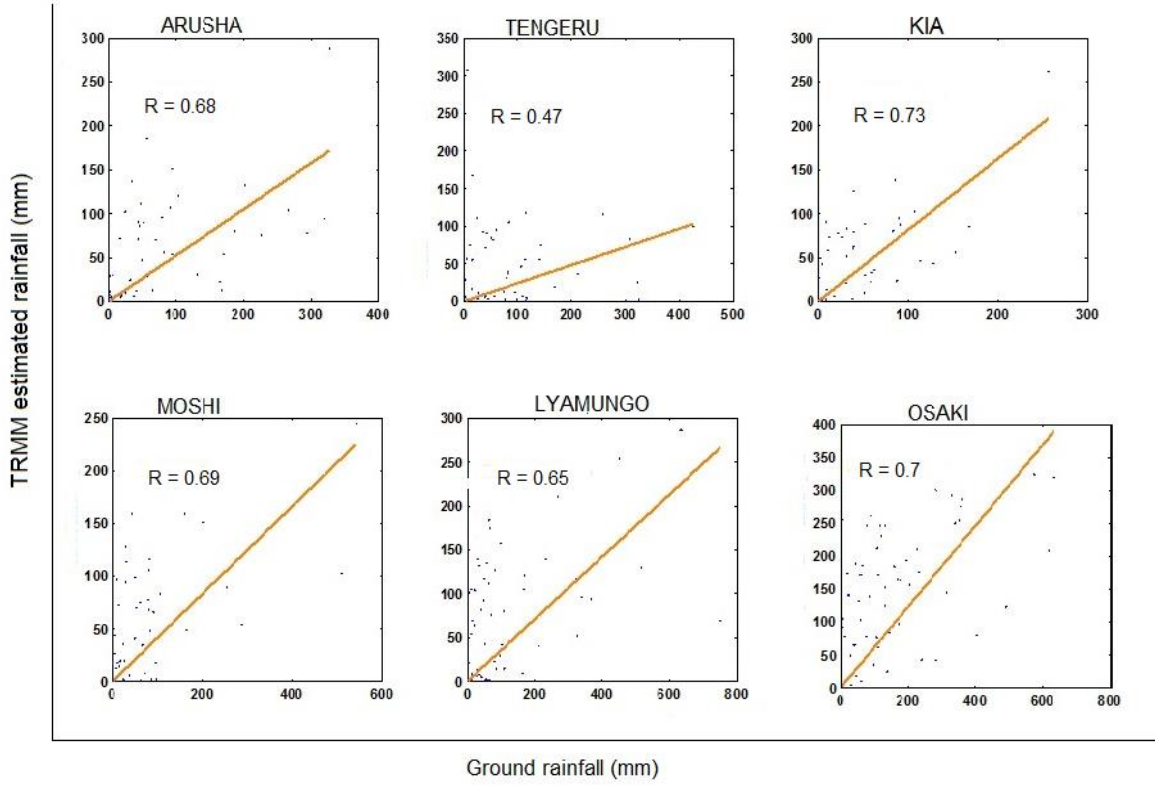 ARUSHA
300
250
200
150
100
50
0
0 100 200 300 400
R = 0.68
TENGERU
350
300
250
200
150
100
50
0
0 100 200 300 400 500
R = 0.47
KIA
300
250
200
150
100
50
0
0 100 200 300
R = 0.73
TRMM estimated rainfall (mm)
MOSHI
250
200
150
100
50
0
0 200 400 600
R = 0.69
LYAMUNGO
300
250
200
150
100
50
0
0 200 400 600 800
R = 0.65
OSAKI
400
350
300
250
200
150
100
50
0
0 200 400 600 800
R = 0.7
Ground rainfall (mm)